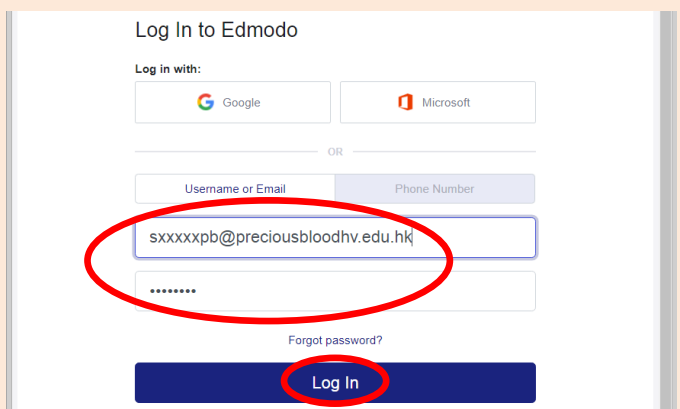 Log In to Edmodo
Log in with:
Google
Microsoft
OR
Username or Email
Phone Number
sxxxxxpb@preciousbloodhv.edu.hk
••••••••
Forgot password?
Log In